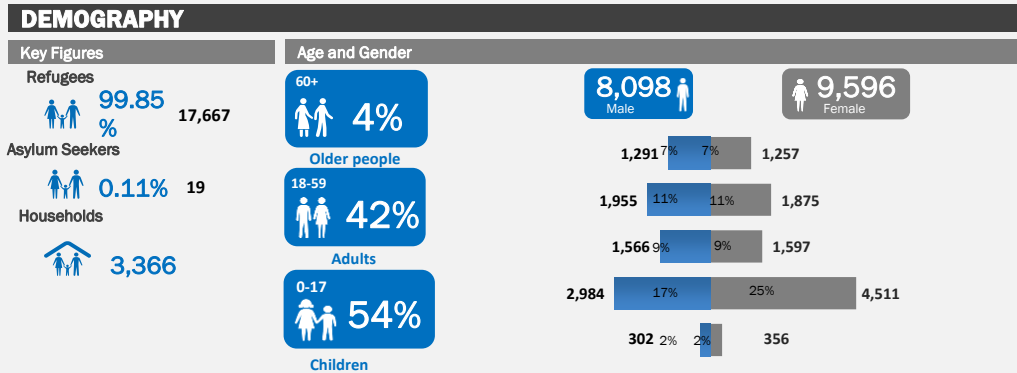 DEMOGRAPHY
Key Figures
Refugees
99.85
%
17,667
Asylum Seekers
0.11%
19
Households
3,366
Age and Gender
60+
4%
Older people
18-59
42%
Adults
0-17
54%
Children
8,098
Male
9,596
Female
1,291 7% 7% 1,257
1,955 11% 11% 1,875
1,566 9% 9% 1,597
2,984 17% 25% 4,511
302 2% 2% 356